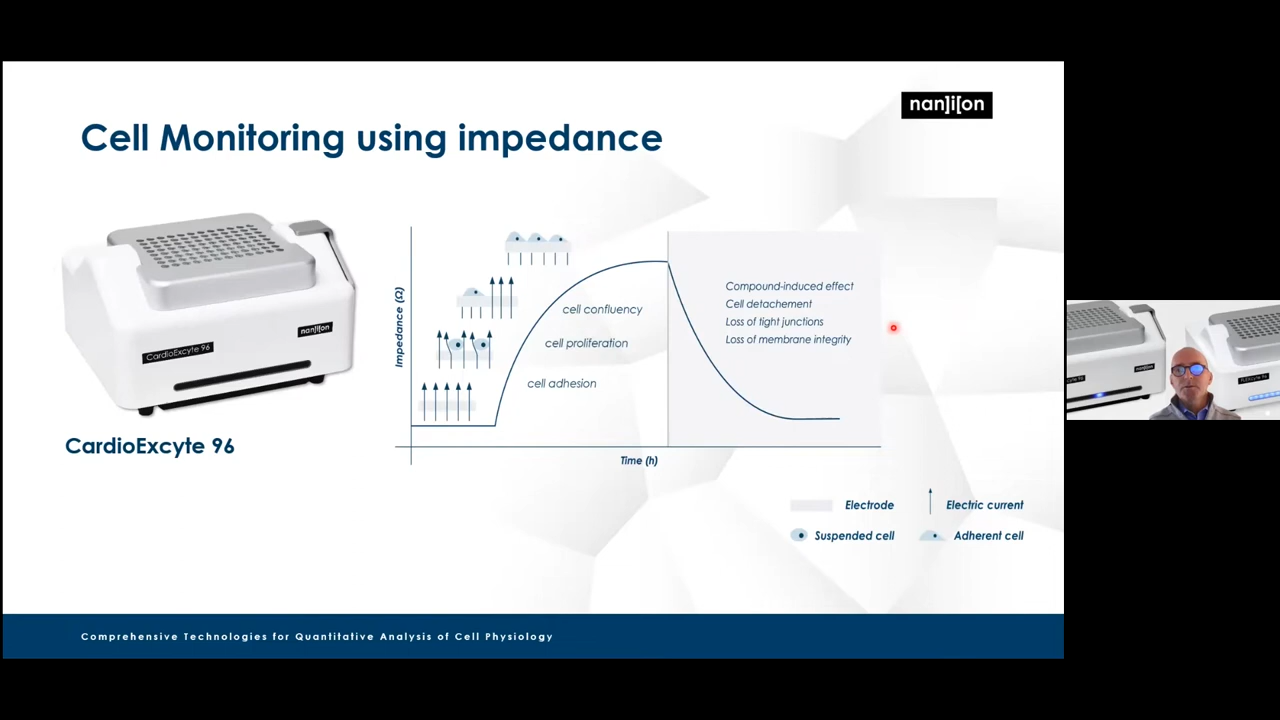 nan]i[on
Cell Monitoring using impedance
nan]i[on
CardioExcyte 96
CardioExcyte 96
Impedance (Ω)
cell confluency
cell proliferation
cell adhesion
Compound-induced effect
Cell detachement
Loss of tight junctions
Loss of membrane integrity
Time (h)
Electrode
Electric current
Suspended cell
Adherent cell
Comprehensive Technologies for Quantitative Analysis of Cell Physiology